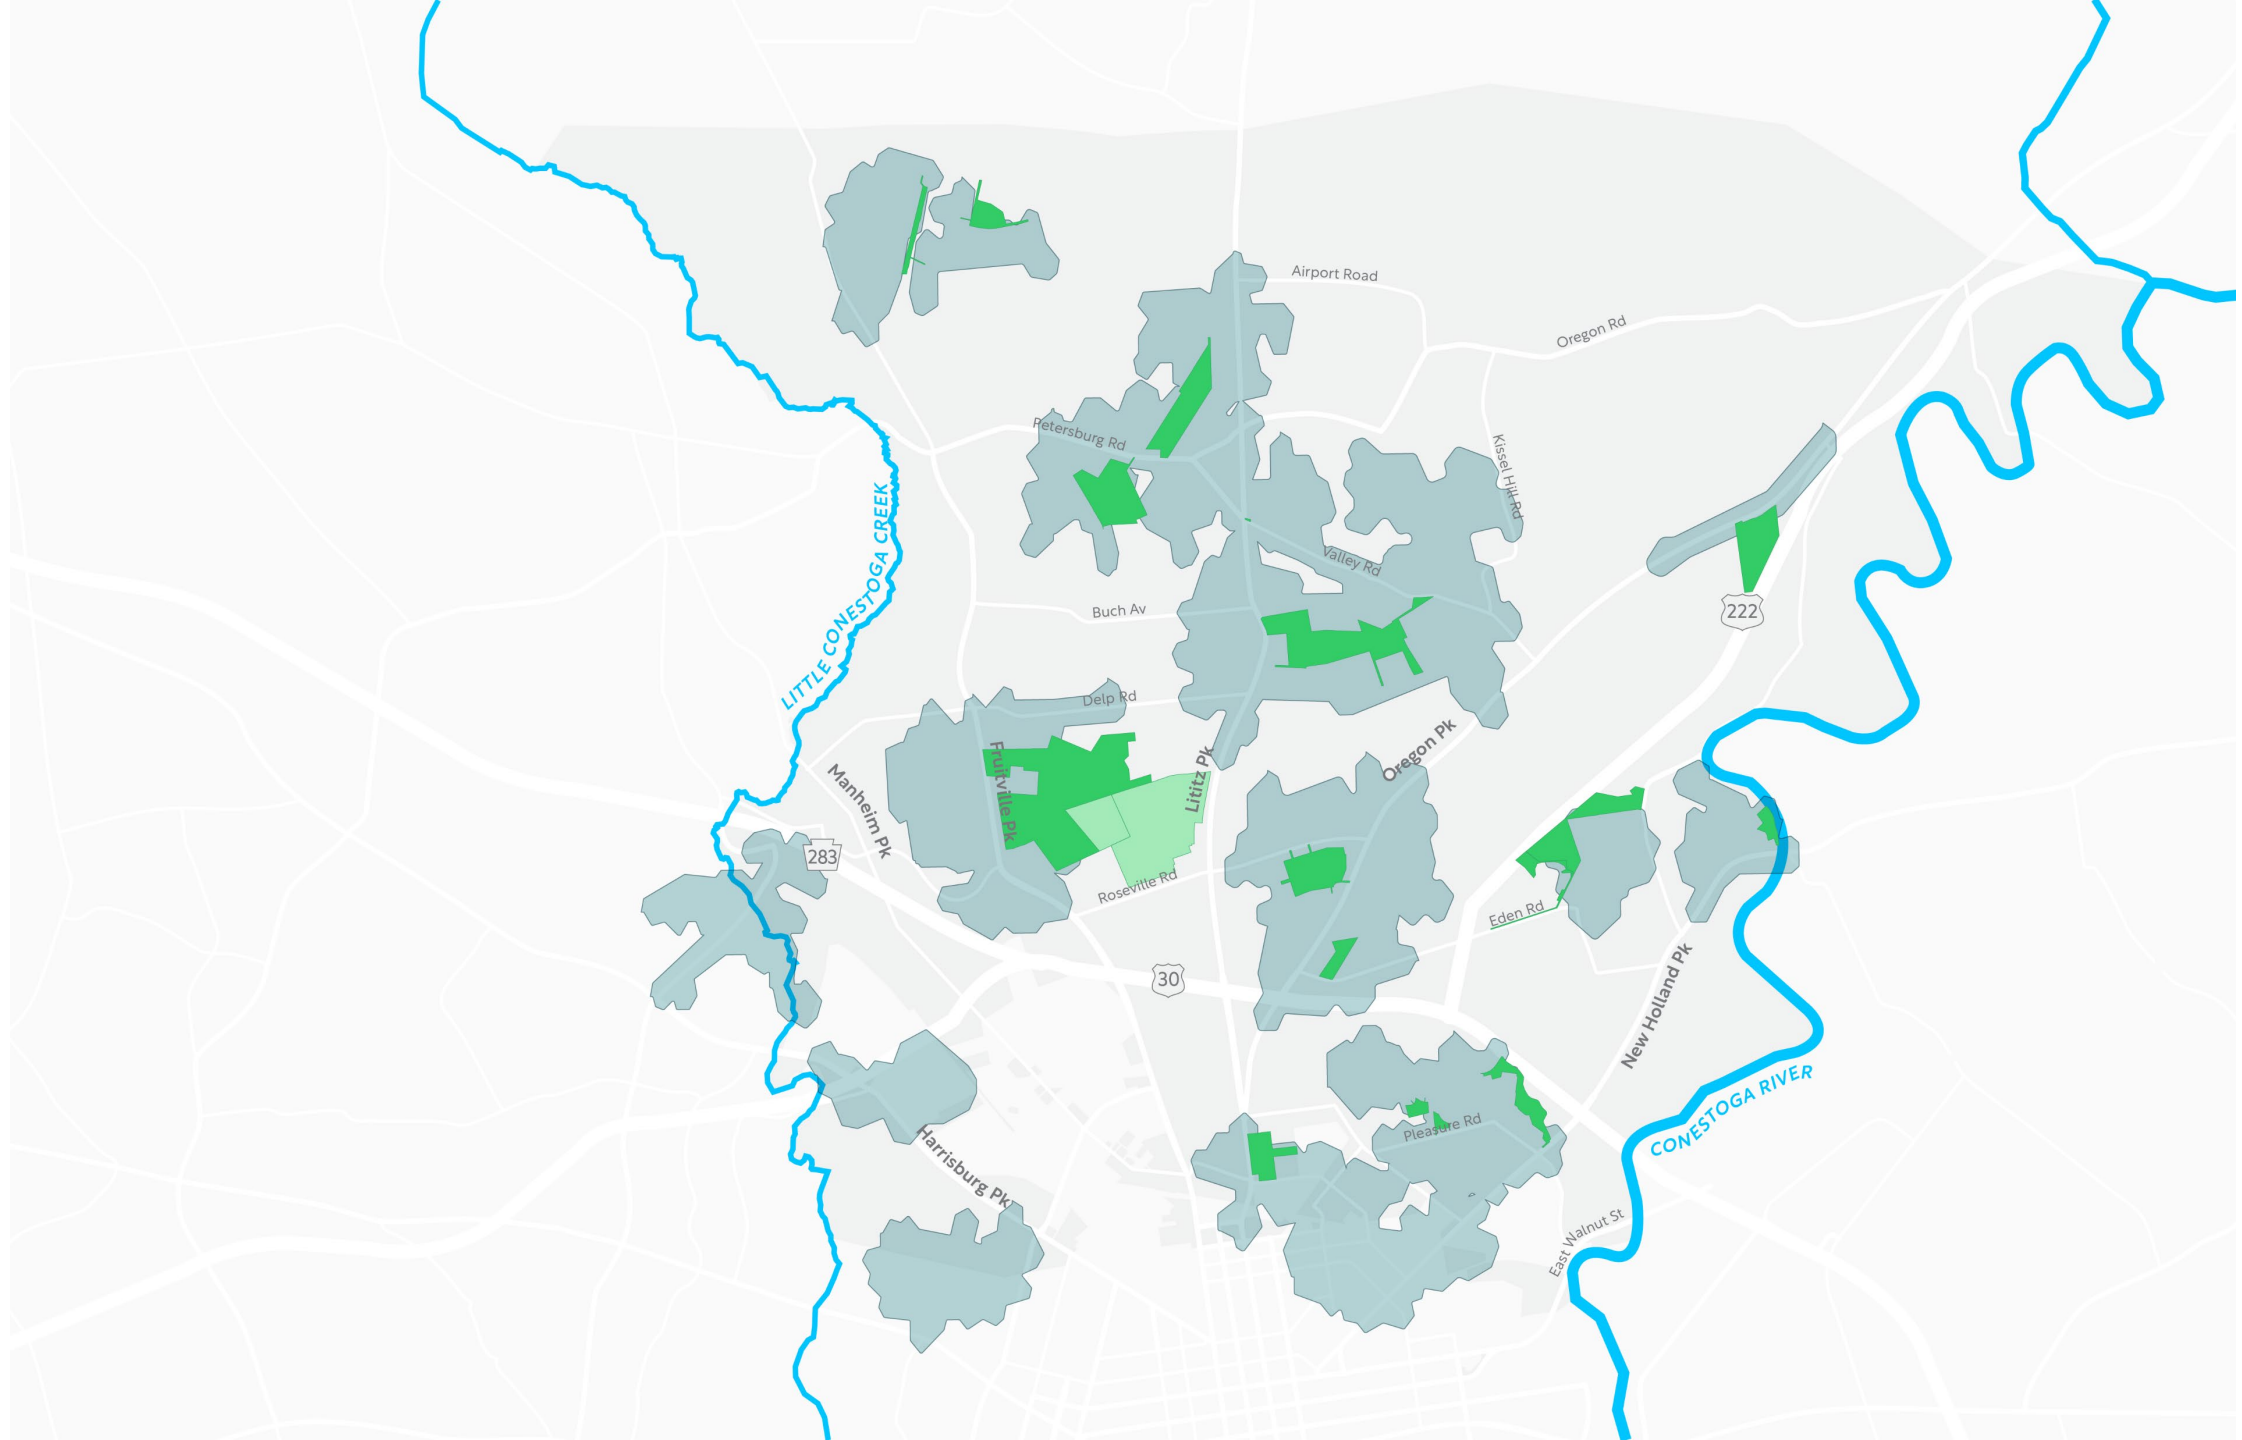 Airport Road
Oregon Rd
Petersburg Rd
Kissel Hill Rd
LITTLE CONESTOGA CREEK
Valley Rd
Buch Av
222
Delp Rd
Fruitville Pk
Lititz Pk
Oregon Pk
Manheim Pk
283
Roseville Rd
Eden Rd
30
New Holland Pk
CONESTOGA RIVER
Pleasure Rd
Harrisburg Pk
East Walnut St